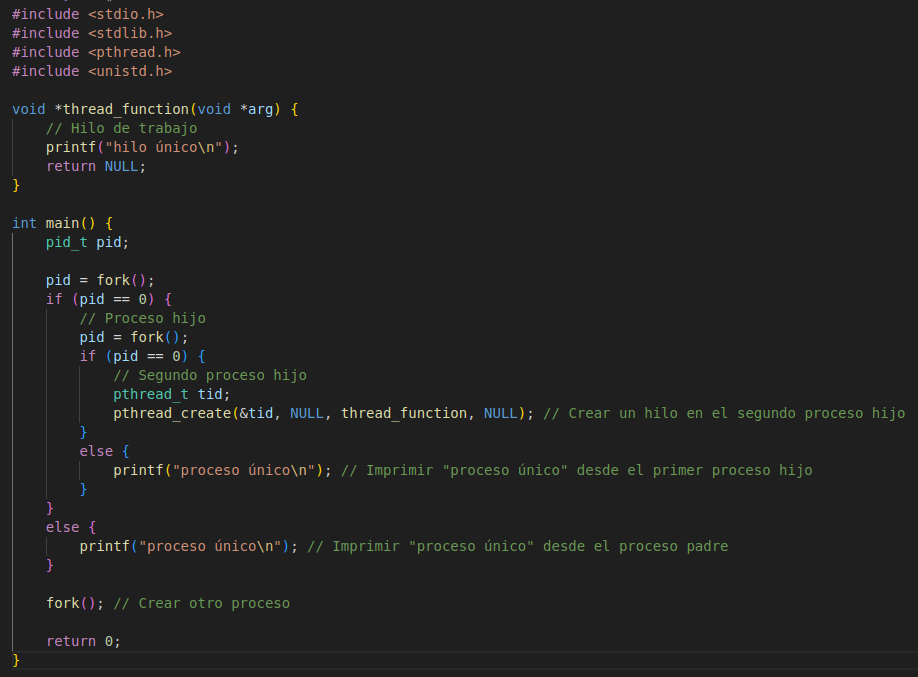 #include <stdio.h>
#include <stdlib.h>
#include <pthread.h>
#include <unistd.h>
void *thread_function(void *arg) {
    // Hilo de trabajo
    printf("hilo único\n");
    return NULL;
}
int main() {
    pid_t pid;
    pid = fork();
    if (pid == 0) {
        // Proceso hijo
        pid = fork();
        if (pid == 0) {
            // Segundo proceso hijo
            pthread_t tid;
            pthread_create(&tid, NULL, thread_function, NULL); // Crear un hilo en el segundo proceso hijo
        }
        else {
            printf("proceso único\n"); // Imprimir "proceso único" desde el primer proceso hijo
        }
    }
    else {
        printf("proceso único\n"); // Imprimir "proceso único" desde el proceso padre
    }
    fork(); // Crear otro proceso
    return 0;
}